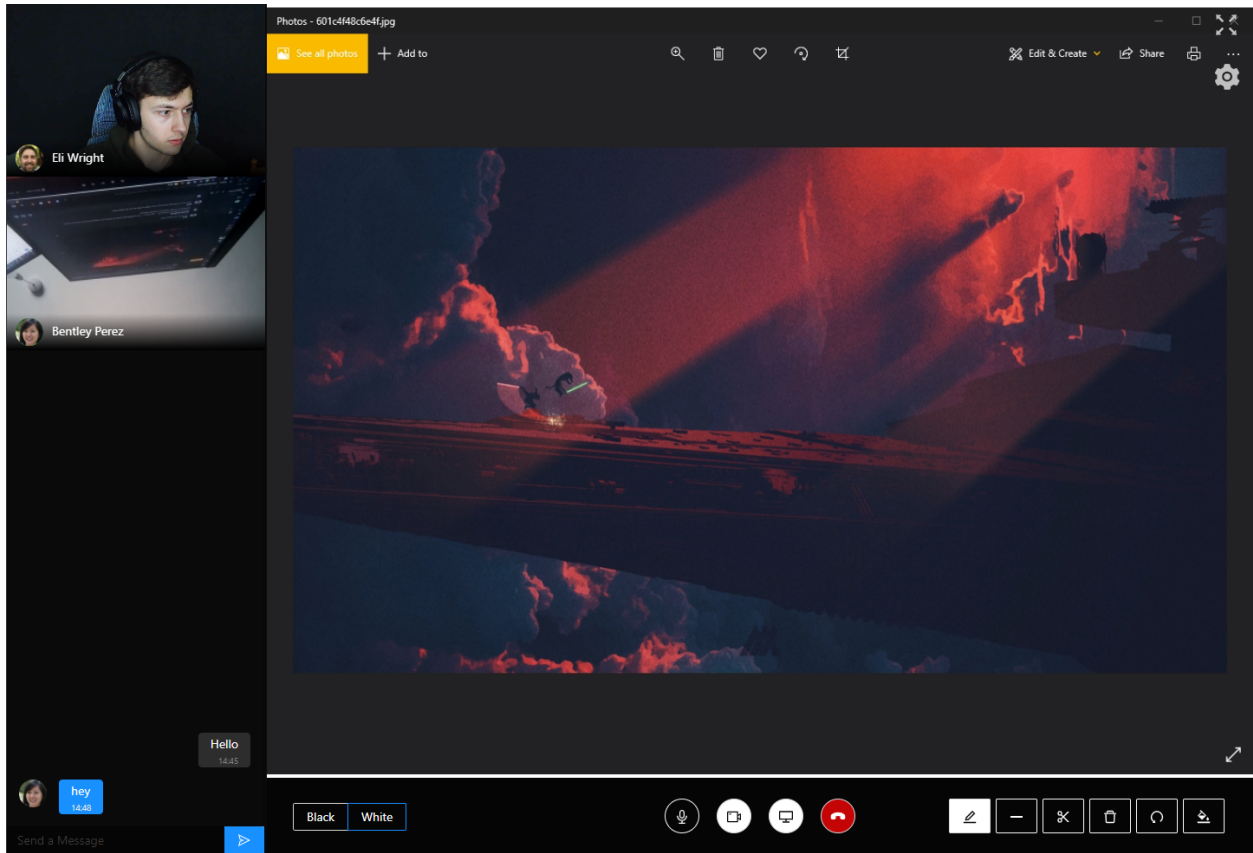 Photos - 601c4f48c6e4f.jpg
See all photos
Add to
Edit & Create
Share
Eli Wright
Bentley Perez
Hello
14:45
hey
14:48
Send a Message
Black
White